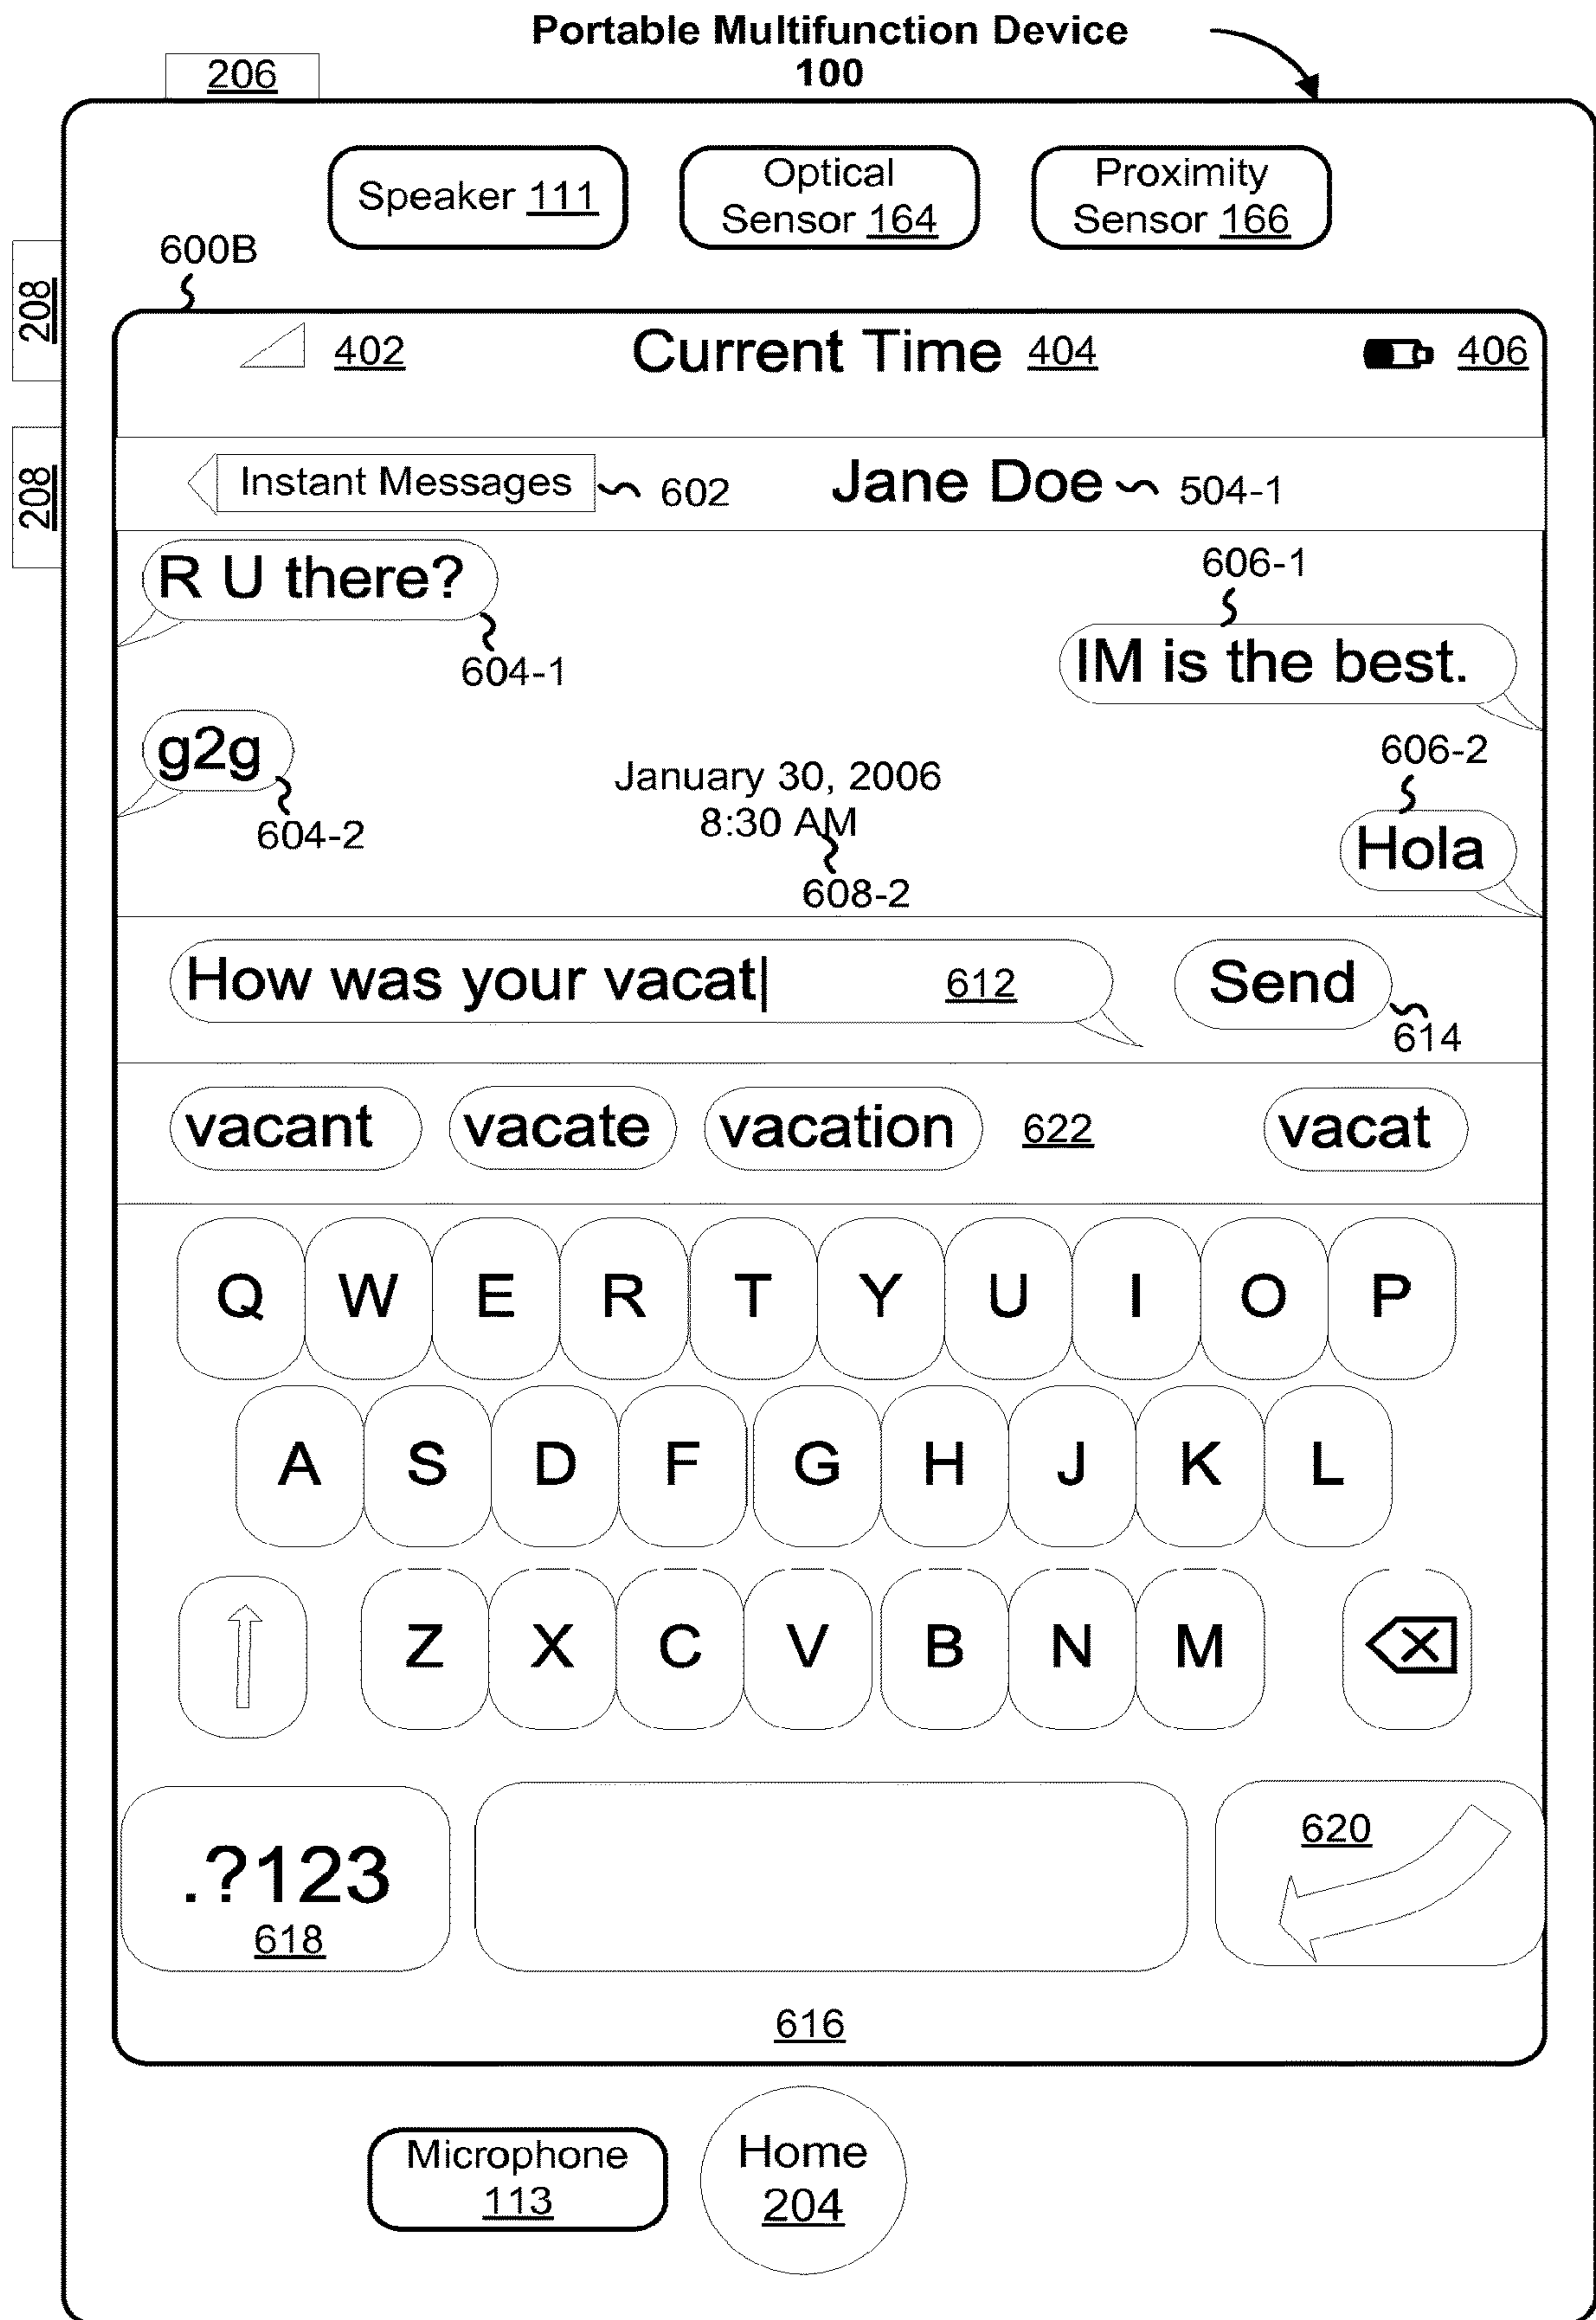 Portable Multifunction Device
100
206
Speaker 111
Optical
Sensor 164
Proximity
Sensor 166
208
208
600B
402
Current Time 404
406
Instant Messages
602
Jane Doe
504-1
R U there?
604-1
606-1
IM is the best.
g2g
604-2
January 30, 2006
8:30 AM
608-2
606-2
Hola
How was your vacat
612
Send
614
vacant
vacate
vacation
622
vacat
Q W E R T Y U I O P
A S D F G H J K L
Z X C V B N M
.?123
618
620
616
Microphone
113
Home
204